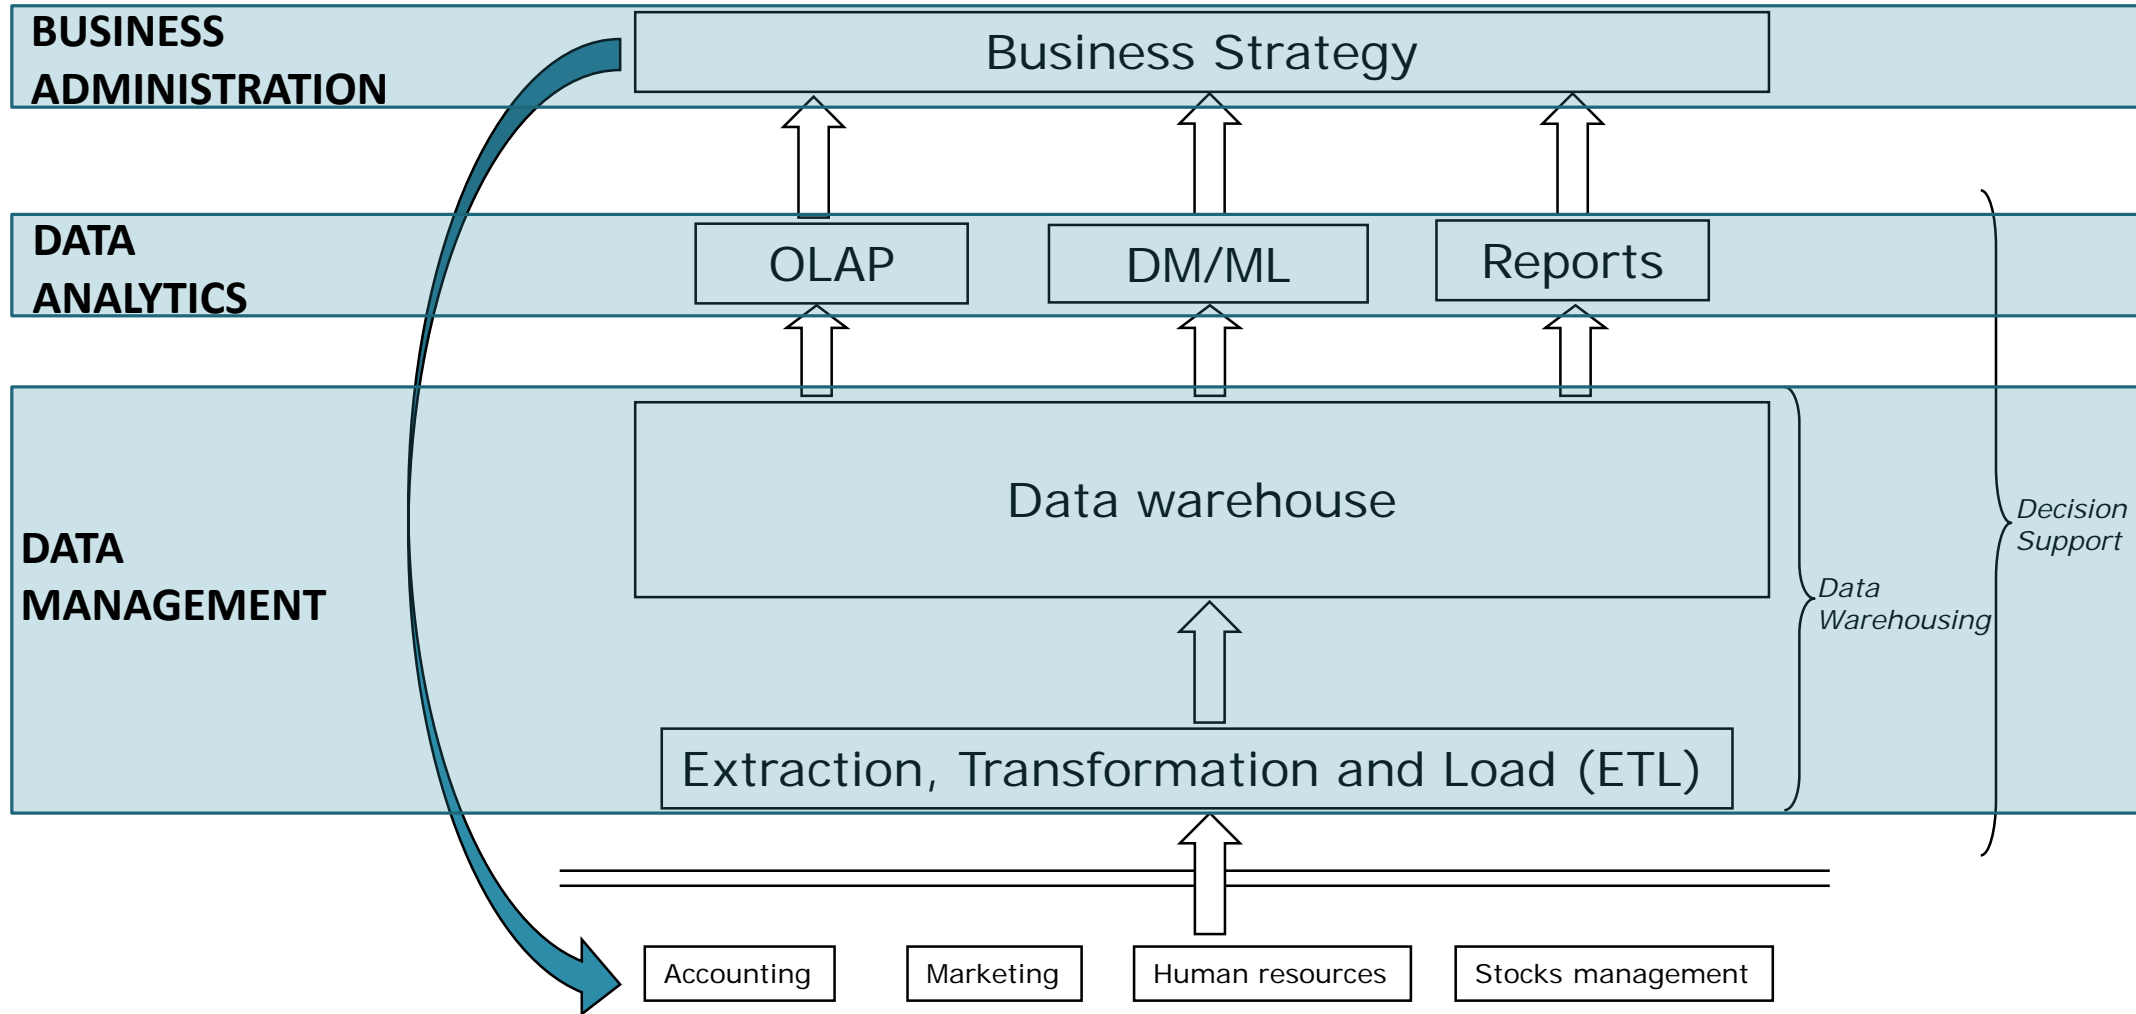 BUSINESS
ADMINISTRATION
Business Strategy
DATA
ANALYTICS
OLAP
DM/ML
Reports
DATA
MANAGEMENT
Data warehouse
Extraction, Transformation and Load (ETL)
Data
Warehousing
Decision
Support
Accounting
Marketing
Human resources
Stocks management